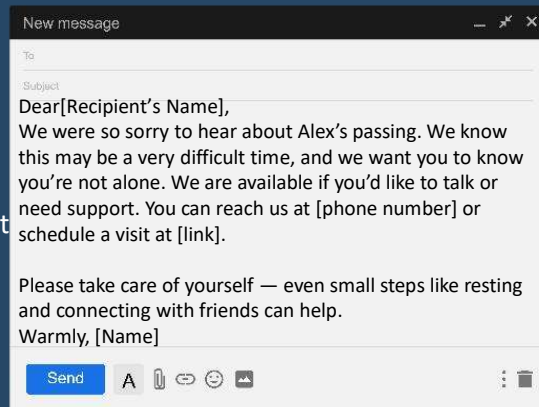 New message
To
Subject
Dear[Recipient's Name],
We were so sorry to hear about Alex's passing. We know
this may be a very difficult time, and we want you to know
you're not alone. We are available if you'd like to talk or
need support. You can reach us at [phone number] or
t
schedule a visit at [link].
Please take care of yourself — even small steps like resting
and connecting with friends can help.
Warmly, [Name]
Send A